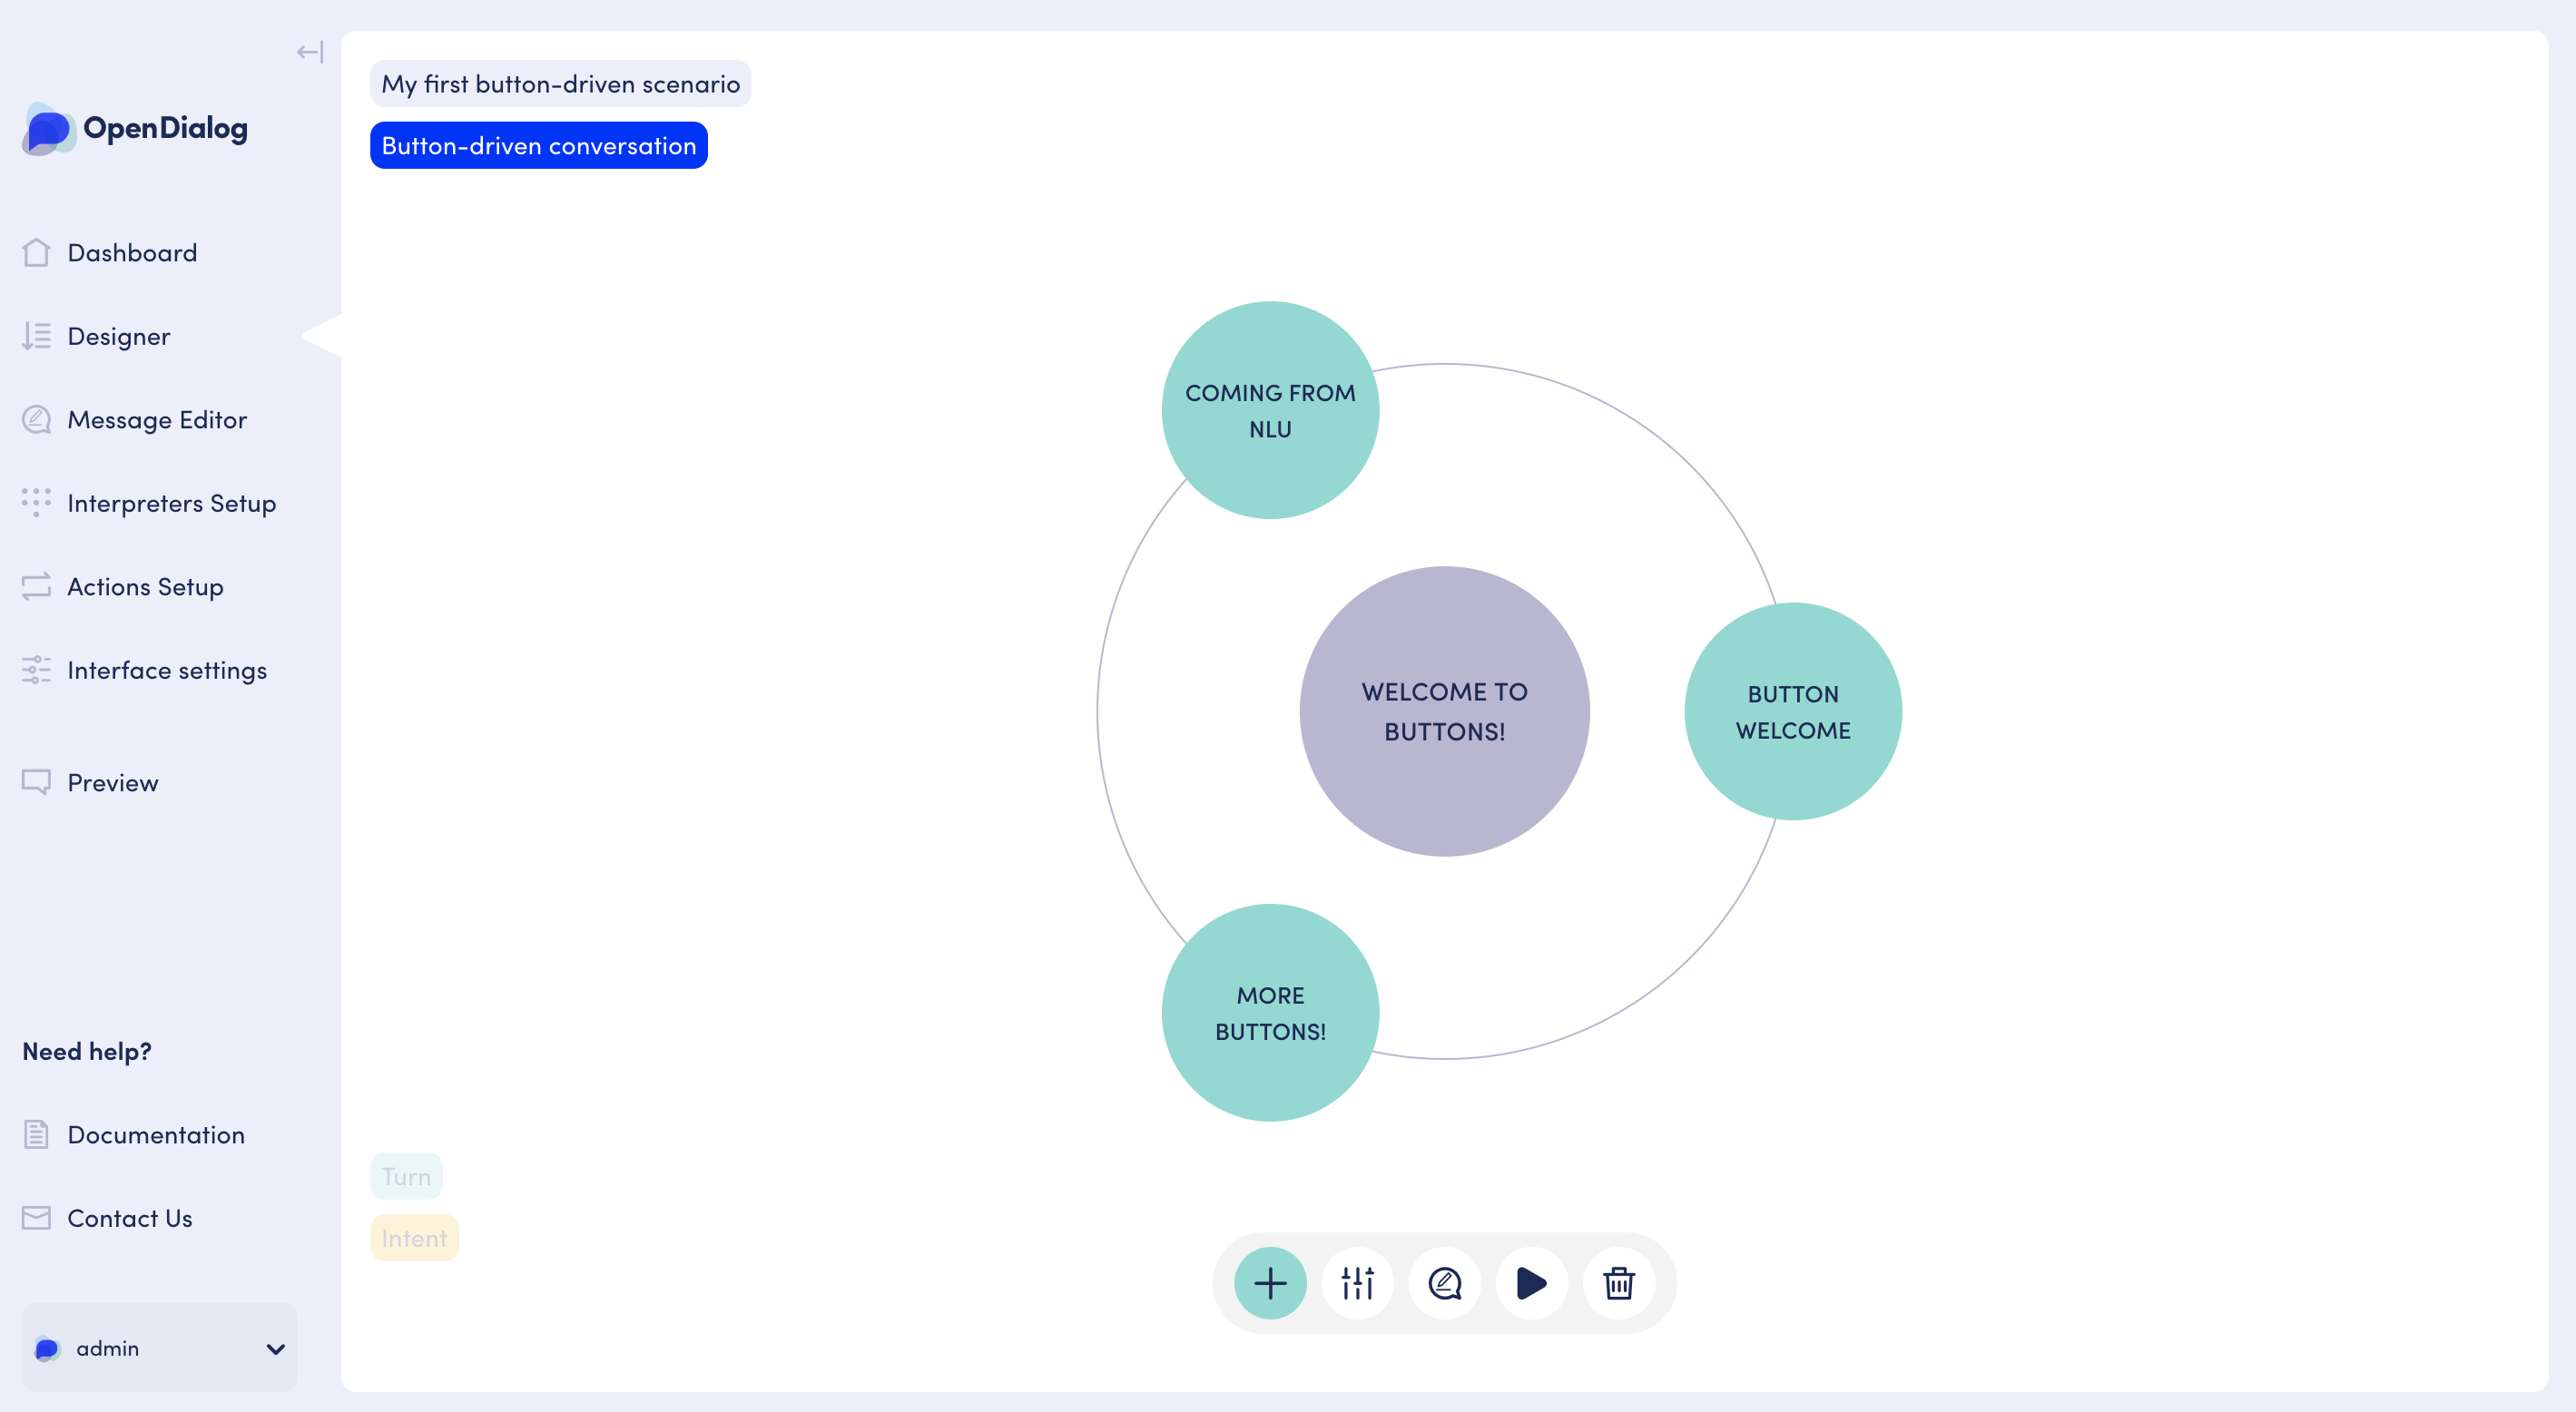 OpenDialog
Dashboard
Designer
Message Editor
Interpreters Setup
Actions Setup
Interface settings
Preview
Need help?
Documentation
Contact Us
admin
My first button-driven scenario
Button-driven conversation
COMING FROM
NLU
WELCOME TO
BUTTONS!
BUTTON
WELCOME
MORE
BUTTONS!
Turn
Intent